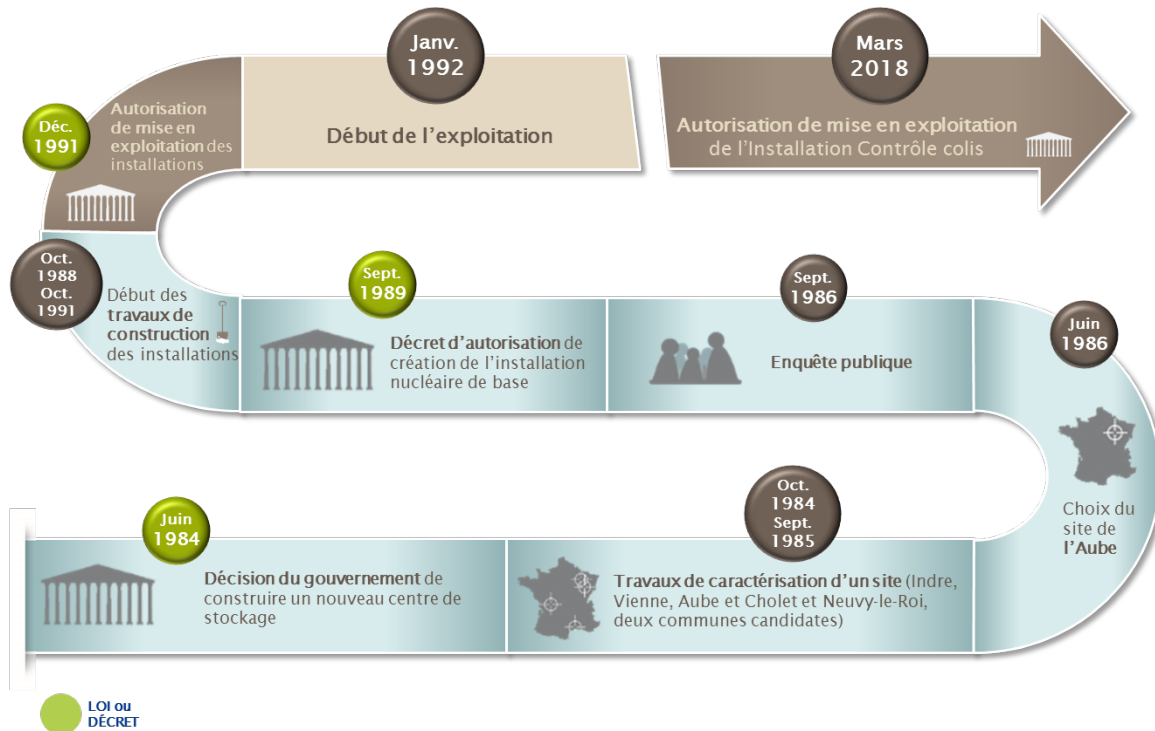 Janv.
1992
Mars
2018
Déc.
1991
Autorisation
de mise en
exploitation des
installations
Début de l'exploitation
Autorisation de mise en exploitation
de l'Installation Contrôle colis
Oct.
1988
Oct.
1991
Début des
travaux de
construction
des installations
Sept.
1989
Décret d'autorisation de
création de l'installation
nucléaire de base
Sept.
1986
Enquête publique
Juin
1986
Choix du
site de
l'Aube
Juin
1984
Décision du gouvernement de
construire un nouveau centre de
stockage
Oct.
1984
Sept.
1985
Travaux de caractérisation d'un site (Indre,
Vienne, Aube et Cholet et Neuvy-le-Roi,
deux communes candidates)
LOI ou
DÉCRET